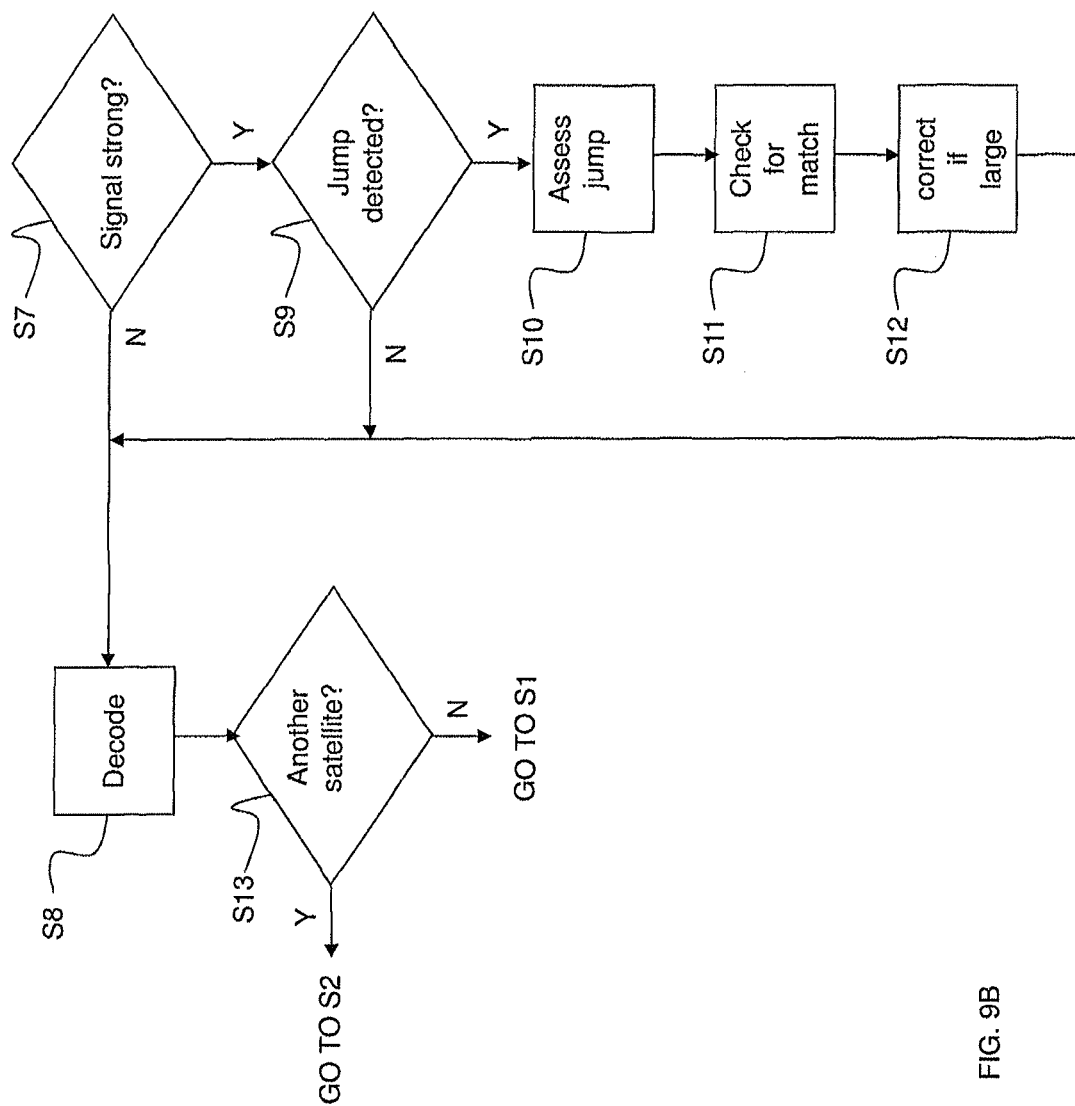 S7
Signal strong?
N
Y
S9
Jump
detected?
N
Y
S10
Assess
jump
S11
Check
for
match
S12
correct
if
large
S8
Decode
S13
Another
satellite?
Y
N
GO TO S2
GO TO S1
FIG. 9B